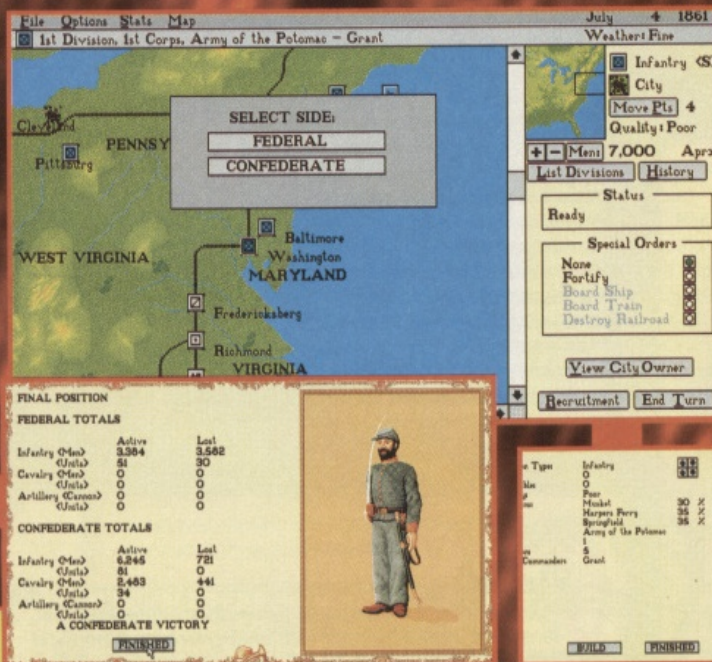 File Options Stats Map
July 4 1861
1st Division, 1st Corps, Army of the Potomac - Grant
Weather: Fine
SELECT SIDE:
FEDERAL
CONFEDERATE
Cleveland
Pittsburg
PENNSY
Baltimore
Washington
WEST VIRGINIA
MARYLAND
Fredericksberg
Richmond
VIRGINIA
Infantry <S
City
Move Pts 4
Quality: Poor
+ - Men: 7,000 Apr
List Divisions History
Status
Ready
Special Orders
None
Fortify
Board Ship
Board Train
Destroy Railroad
View City Owner
Recruitment End Turn
FINAL POSITION
FEDERAL TOTALS
Active Lost
Infantry <Men> 3,384 3,582
<Units> 51 30
Cavalry <Men> 0 0
<Units> 0 0
Artillery <Cannon> 0 0
<Units> 0 0
CONFEDERATE TOTALS
Active Lost
Infantry <Men> 6,245 721
<Units> 81 0
Cavalry <Men> 2,483 441
<Units> 34 0
Artillery <Cannon> 0 0
<Units> 0 0
A CONFEDERATE VICTORY
FINISHED
Types Infantry
0
0
Poor
Musket 30 %
Harpers Ferry 35 %
Springfield 35 %
Army of the Potomac
1
5
Commanders Grant
BUILD FINISHED